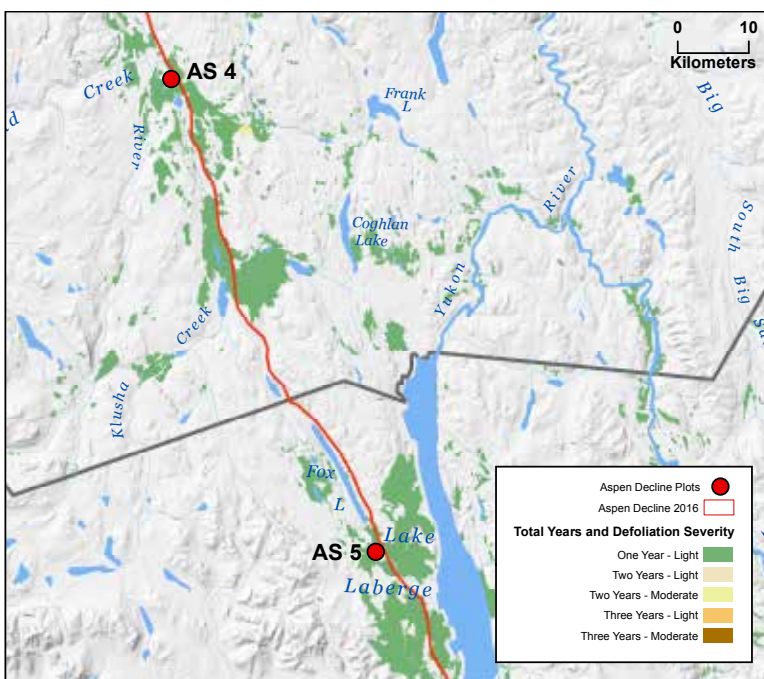 0 10
Kilometers
AS 4
Creek
River
Frank
L
Big
River
South
Big
Coghlan
Lake
Yukon
Creek
Klusha
Fox
L
AS 5
Lake
Laberge
Aspen Decline Plots
Aspen Decline 2016
Total Years and Defoliation Severity
One Year - Light
Two Years - Light
Two Years - Moderate
Three Years - Light
Three Years - Moderate